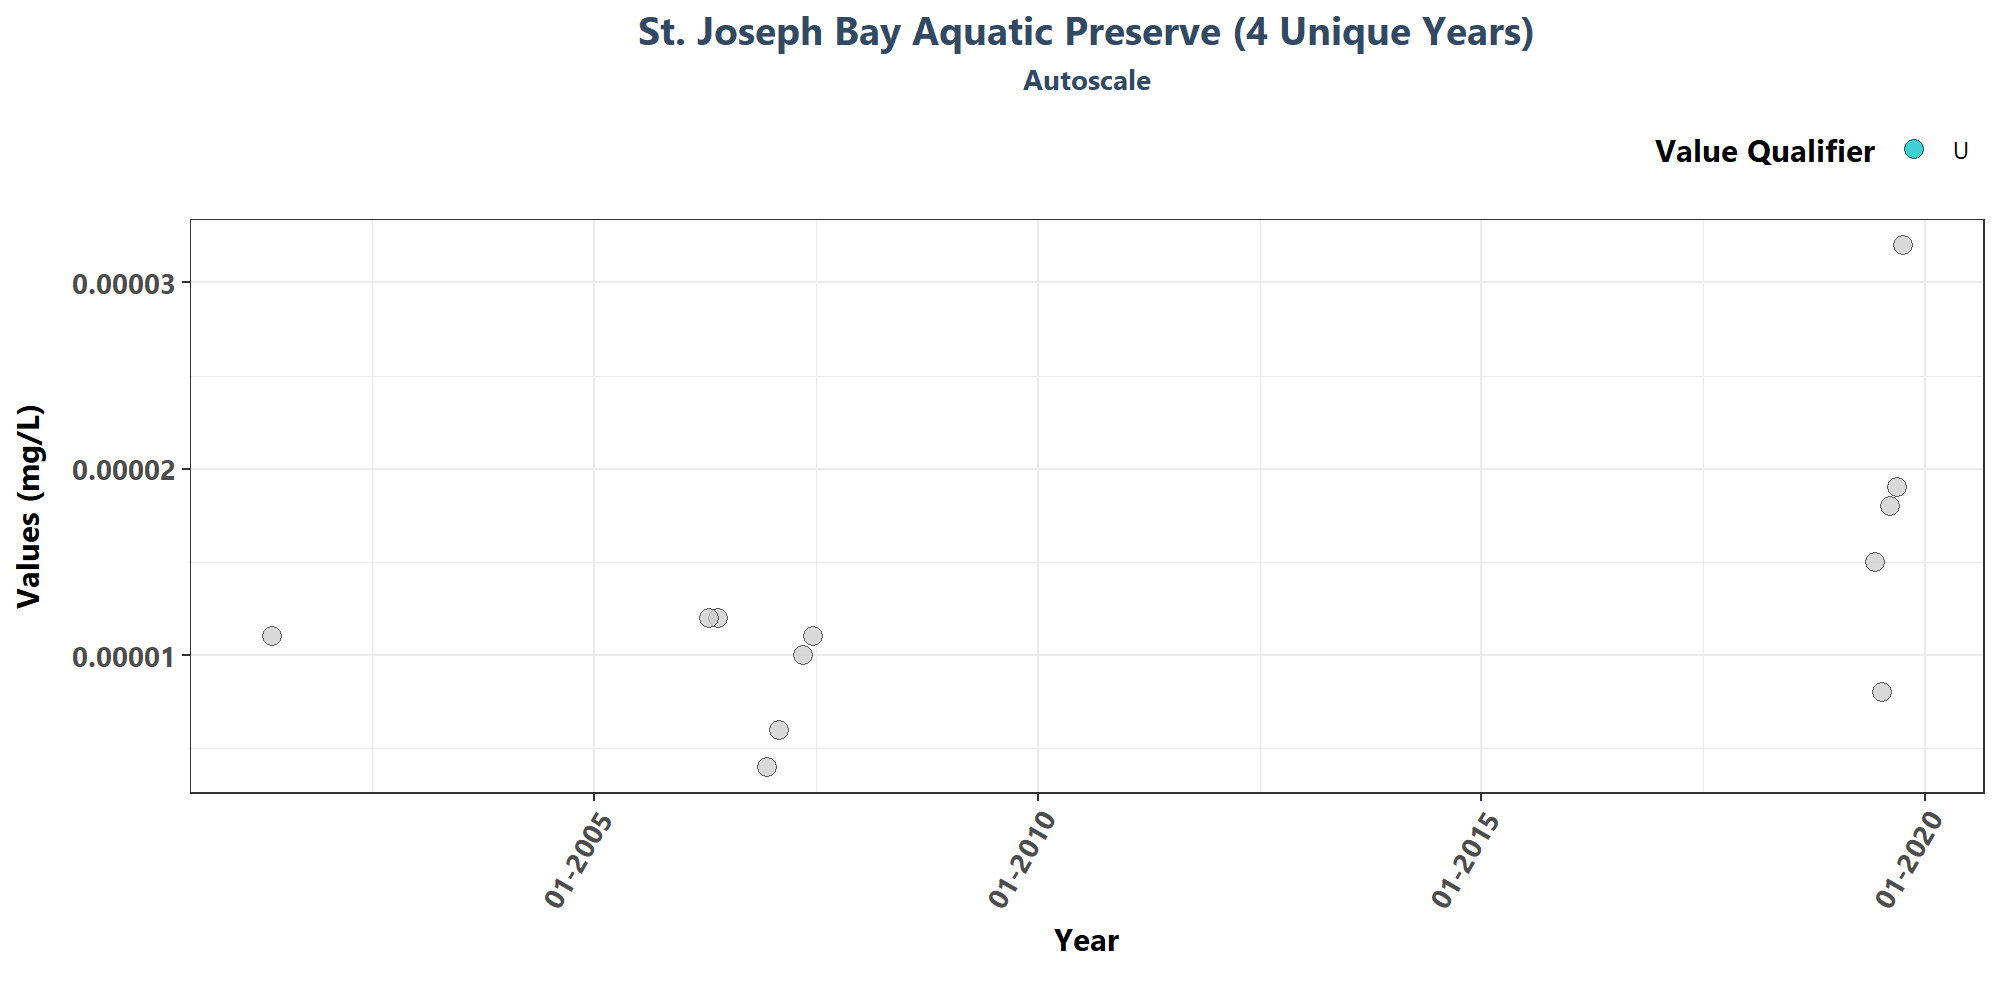 St. Joseph Bay Aquatic Preserve (4 Unique Years)
Autoscale
Value Qualifier U
0.00003
0.00002
0.00001
Values (mg/L)
01-2005
01-2010
01-2015
01-2020
Year